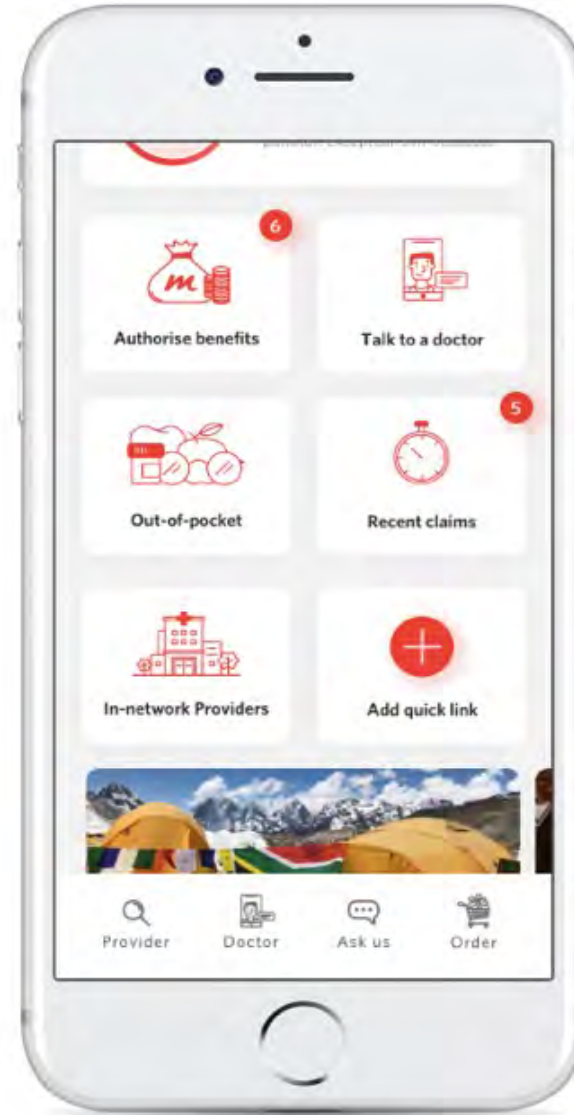 6
m
Authorise benefits
Talk to a doctor
5
Out-of-pocket
Recent claims
In-network Providers
Add quick link
Provider
Doctor
Ask us
Order